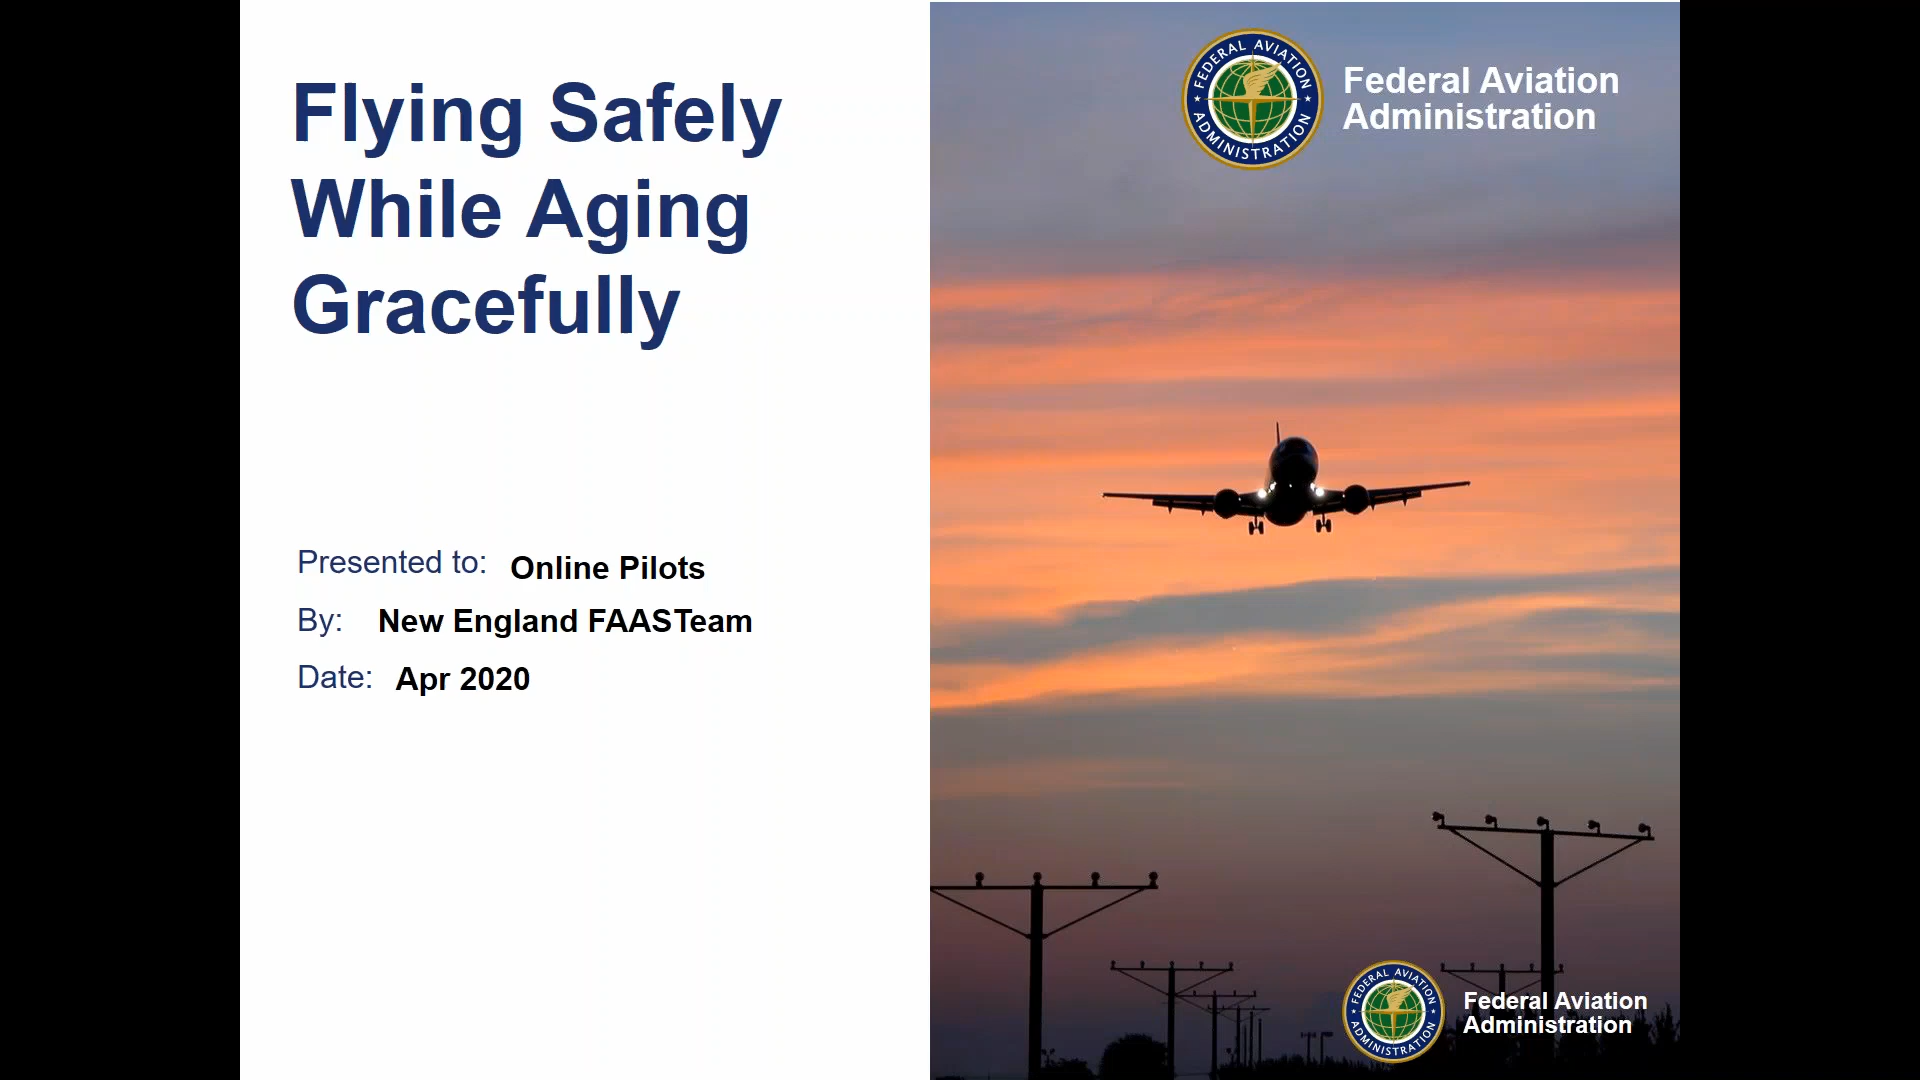 Flying Safely
While Aging
Gracefully
Presented to: Online Pilots
By: New England FAASTeam
Date: Apr 2020
FEDERAL AVIATION
ADMINISTRATION
Federal Aviation
Administration
FEDERAL AVIATION
ADMINISTRATION
Federal Aviation
Administration